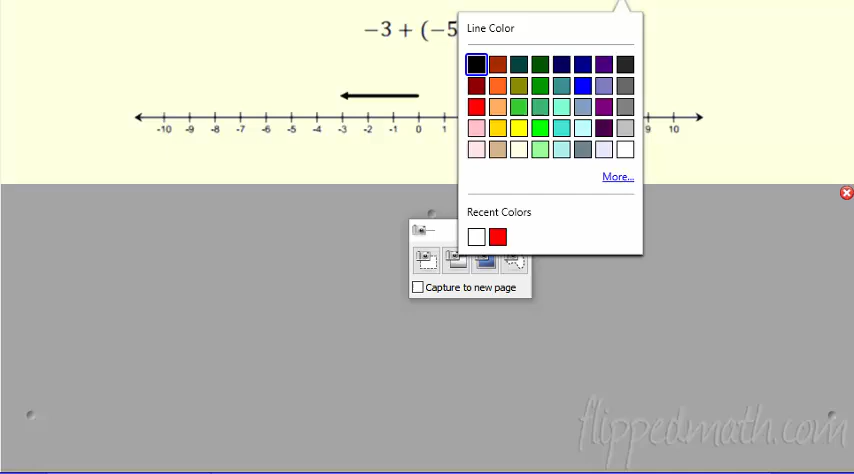 −3 + (−5
Line Color
-10 -9 -8 -7 -6 -5 -4 -3 -2 -1 0 1 9 10
More...
Recent Colors
Capture to new page
flippedmath.com